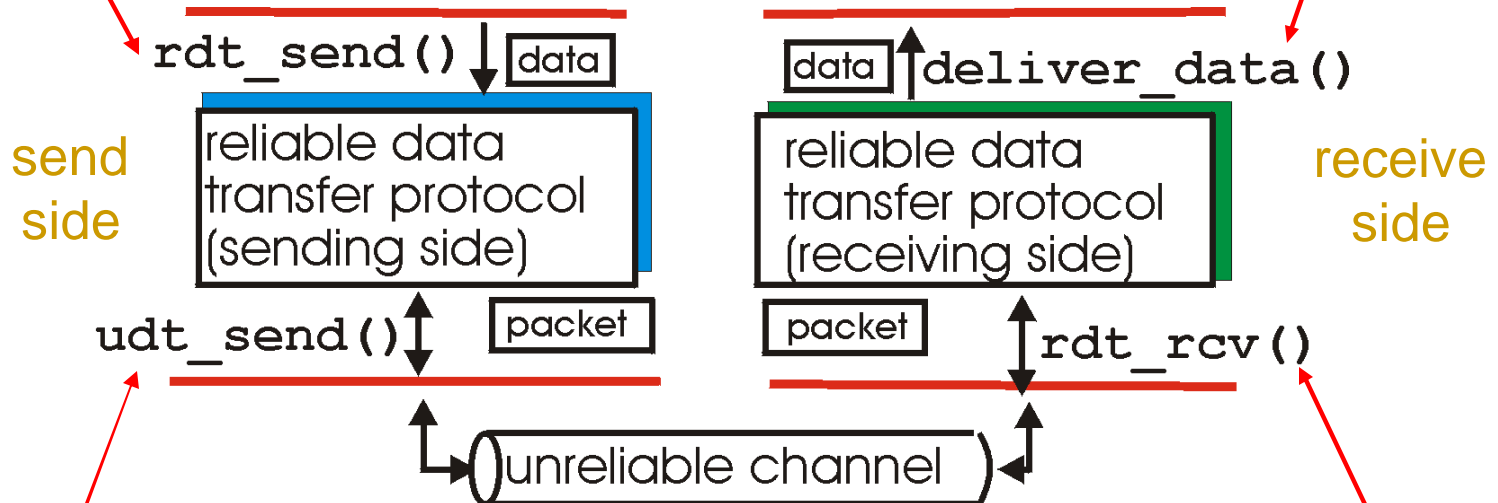 rdt_send()
data
data
deliver_data()
send
side
reliable data
transfer protocol
(sending side)
reliable data
transfer protocol
(receiving side)
receive
side
udt_send()
packet
packet
rdt_rcv()
unreliable channel